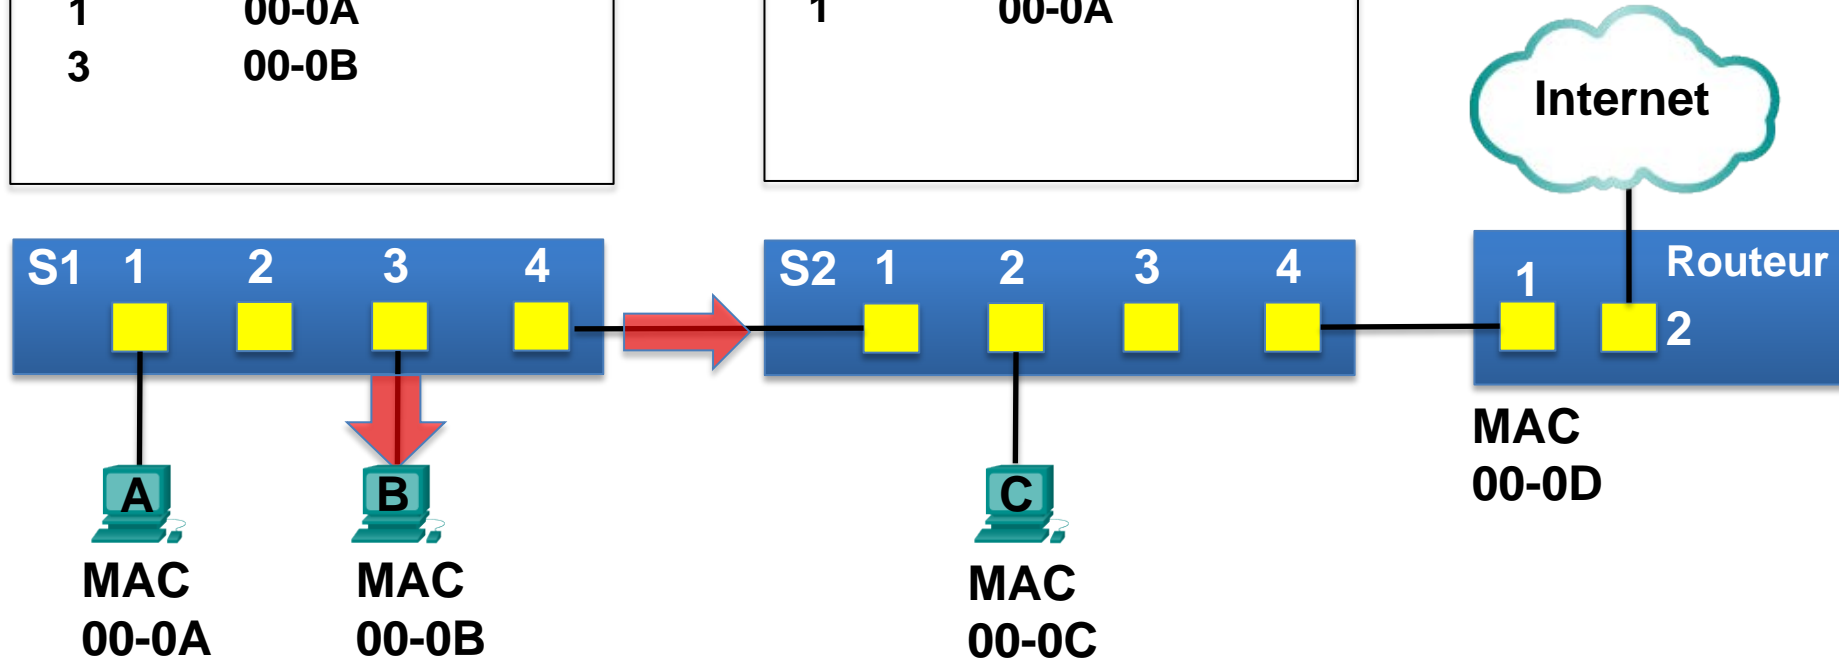 1 00-0A
3 00-0B
1 00-0A
Internet
S1 1 2 3 4
S2 1 2 3 4
1 Routeur
2
A
B
C
MAC
00-0A
MAC
00-0B
MAC
00-0C
MAC
00-0D